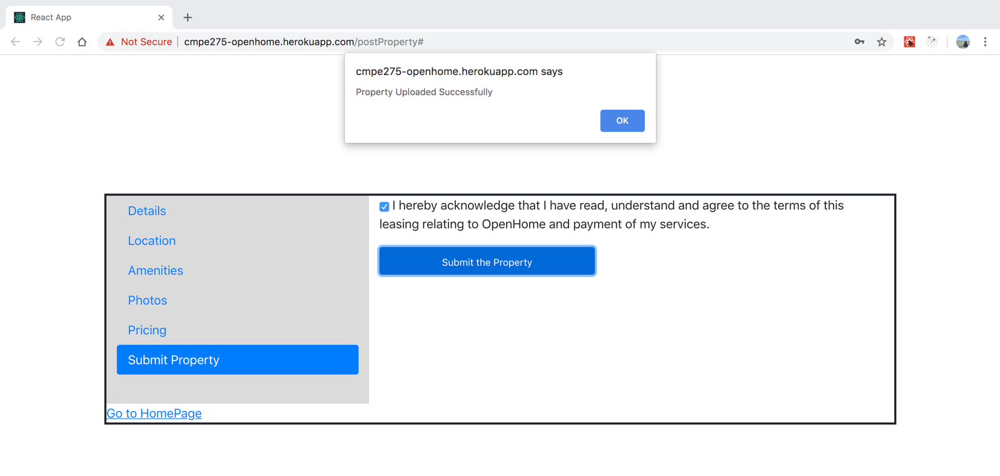 React App
Not Secure cmpe275-openhome.herokuapp.com/postProperty#
cmpe275-openhome.herokuapp.com says
Property Uploaded Successfully
OK
Details
Location
Amenities
Photos
Pricing
Submit Property
Go to HomePage
I hereby acknowledge that I have read, understand and agree to the terms of this
leasing relating to OpenHome and payment of my services.
Submit the Property